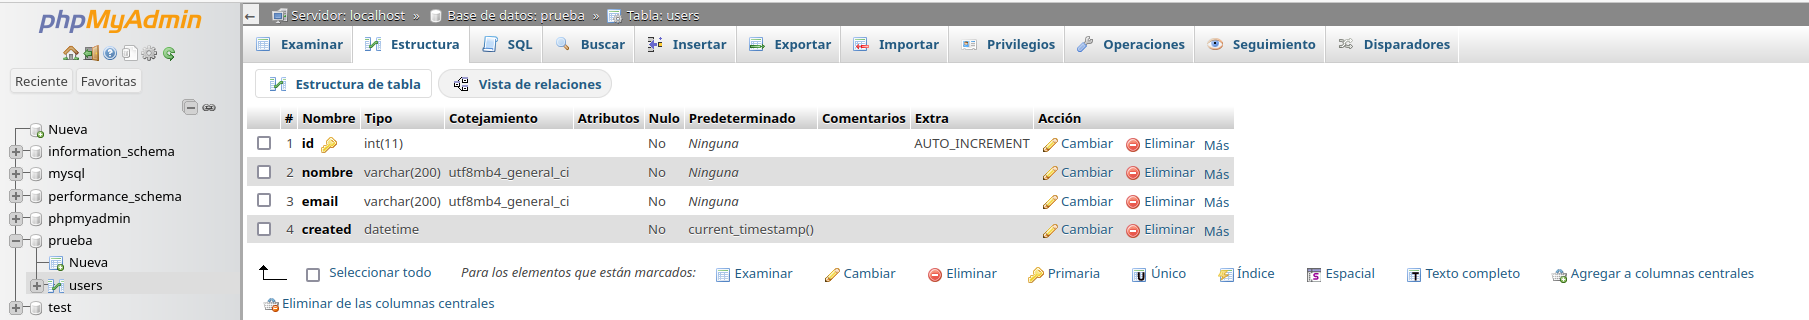 phpMyAdmin
Reciente Favoritas
Nueva
information_schema
mysql
performance_schema
phpmyadmin
prueba
Nueva
users
test
← Servidor: localhost » Base de datos: prueba » Tabla: users
Examinar Estructura SQL Buscar Insertar Exportar Importar Privilegios Operaciones Seguimiento Disparadores
Estructura de tabla Vista de relaciones
# Nombre Tipo Cotejamiento Atributos Nulo Predeterminado Comentarios Extra Acción
1 id int(11) No Ninguna AUTO_INCREMENT Cambiar Eliminar Más
2 nombre varchar(200) utf8mb4_general_ci No Ninguna Cambiar Eliminar Más
3 email varchar(200) utf8mb4_general_ci No Ninguna Cambiar Eliminar Más
4 created datetime No current_timestamp() Cambiar Eliminar Más
Seleccionar todo Para los elementos que están marcados: Examinar Cambiar Eliminar Primaria Único Índice Espacial Texto completo Agregar a columnas centrales
Eliminar de las columnas centrales